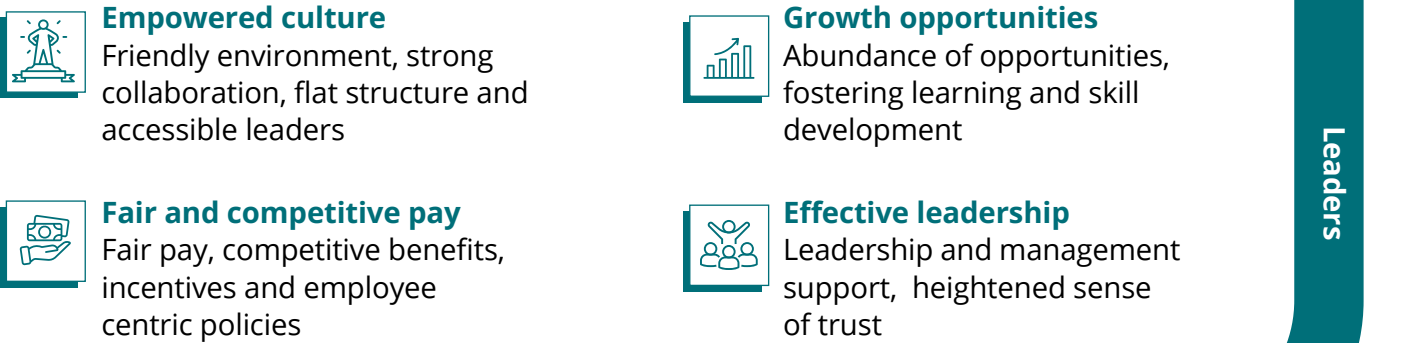 Empowered culture
Friendly environment, strong
collaboration, flat structure and
accessible leaders
Growth opportunities
Abundance of opportunities,
fostering learning and skill
development
Fair and competitive pay
Fair pay, competitive benefits,
incentives and employee
centric policies
Effective leadership
Leadership and management
support,  heightened sense
of trust
Leaders